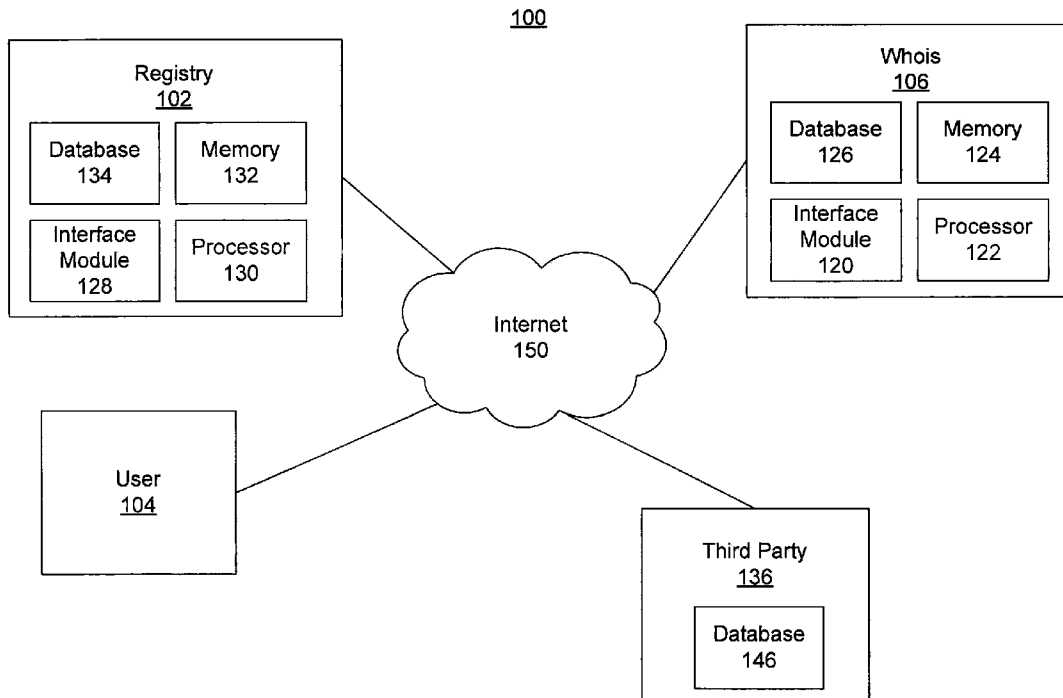 100
Registry
102
Database
134
Memory
132
Interface
Module
128
Processor
130
Whois
106
Database
126
Memory
124
Interface
Module
120
Processor
122
Internet
150
User
104
Third Party
136
Database
146